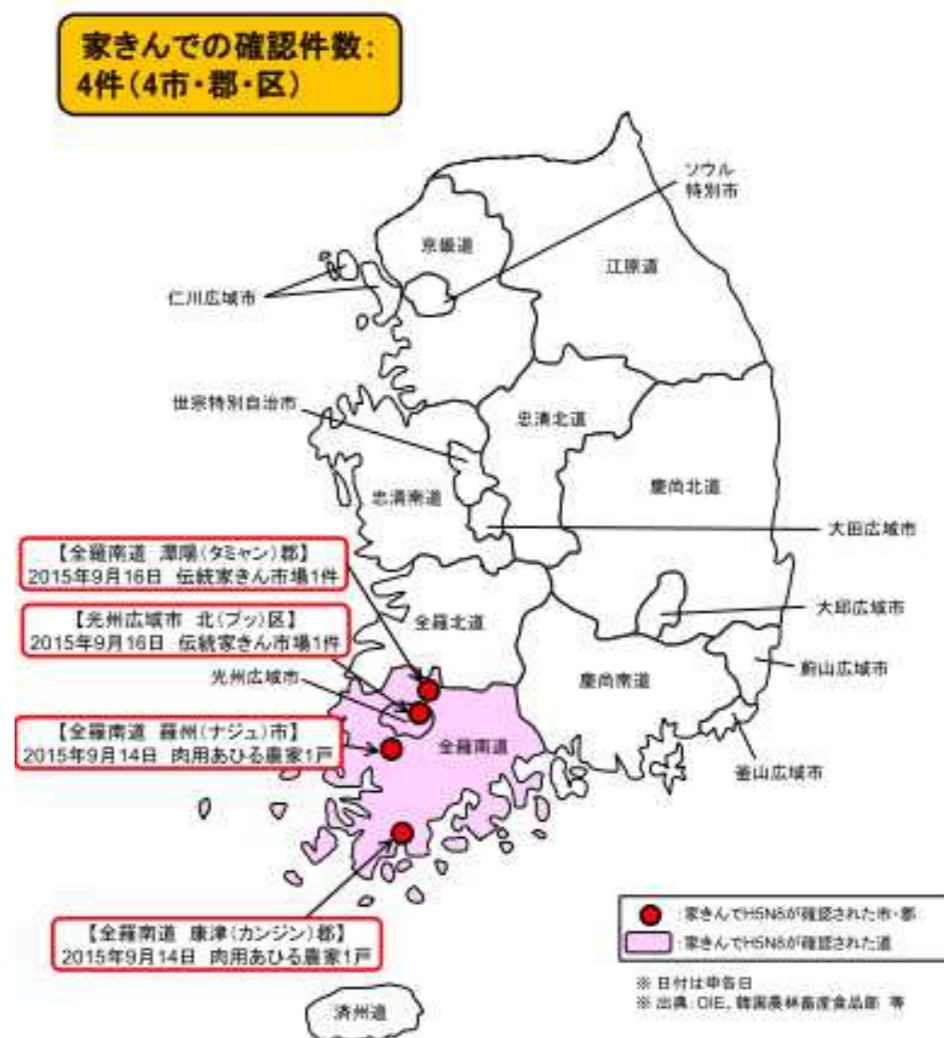 家きんでの確認件数:
4件(4市・郡・区)
ソウル
特別市
京畿道
江原道
仁川広域市
世宗特別自治市
忠清北道
忠清南道
慶尚北道
大田広域市
【全羅南道 潭陽(タミャン)郡】
2015年9月16日 伝統家きん市場1件
大邱広域市
【光州広域市 北(プッ)区】
2015年9月16日 伝統家きん市場1件
全羅北道
蔚山広域市
光州広域市
慶尚南道
【全羅南道 羅州(ナジュ)市】
2015年9月14日 肉用あひる農家1戸
全羅南道
釜山広域市
【全羅南道 康津(カンジン)郡】
2015年9月14日 肉用あひる農家1戸
:家きんでH5N8が確認された市・郡
:家きんでH5N8が確認された道
※ 日付は申告日
※ 出典:OIE、韓国農林畜産食品部 等
済州道